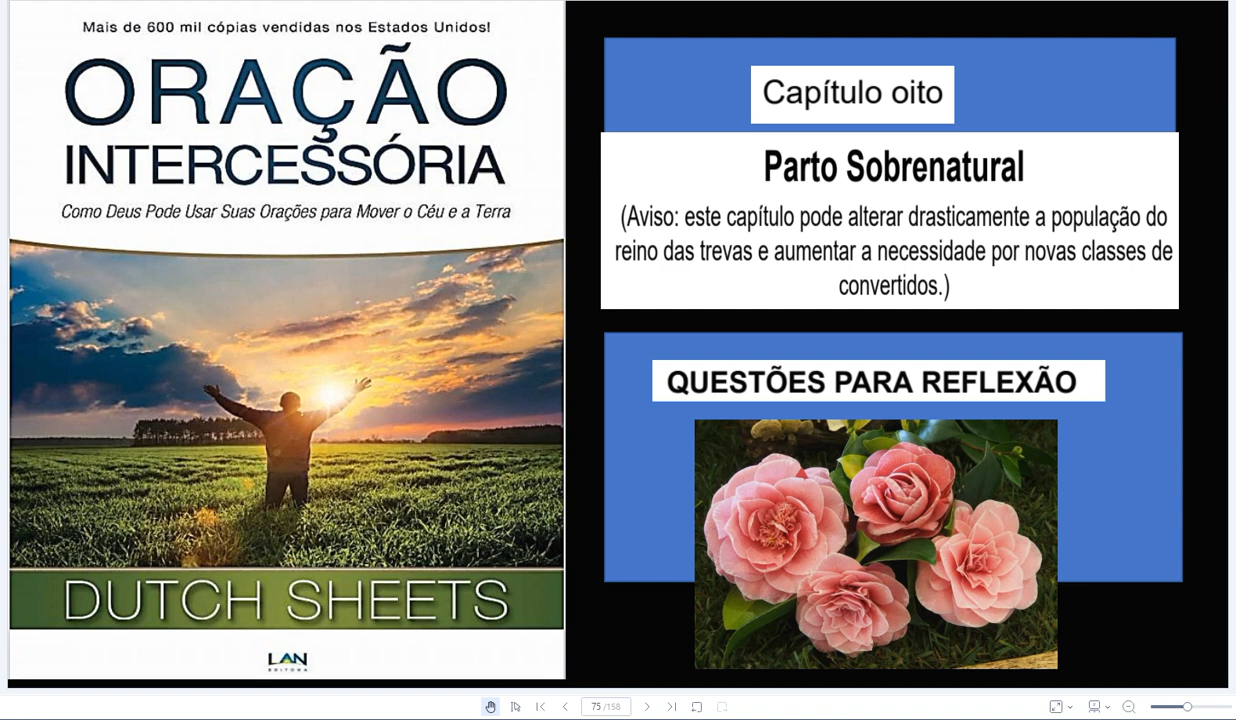 Mais de 600 mil cópias vendidas nos Estados Unidos!
ORAÇÃO
INTERCESSÓRIA
Como Deus Pode Usar Suas Orações para Mover o Céu e a Terra
DUTCH SHEETS
LAN
EDITORA
Capítulo oito
Parto Sobrenatural
(Aviso: este capítulo pode alterar drasticamente a população do
reino das trevas e aumentar a necessidade por novas classes de
convertidos.)
QUESTÕES PARA REFLEXÃO
75 /158